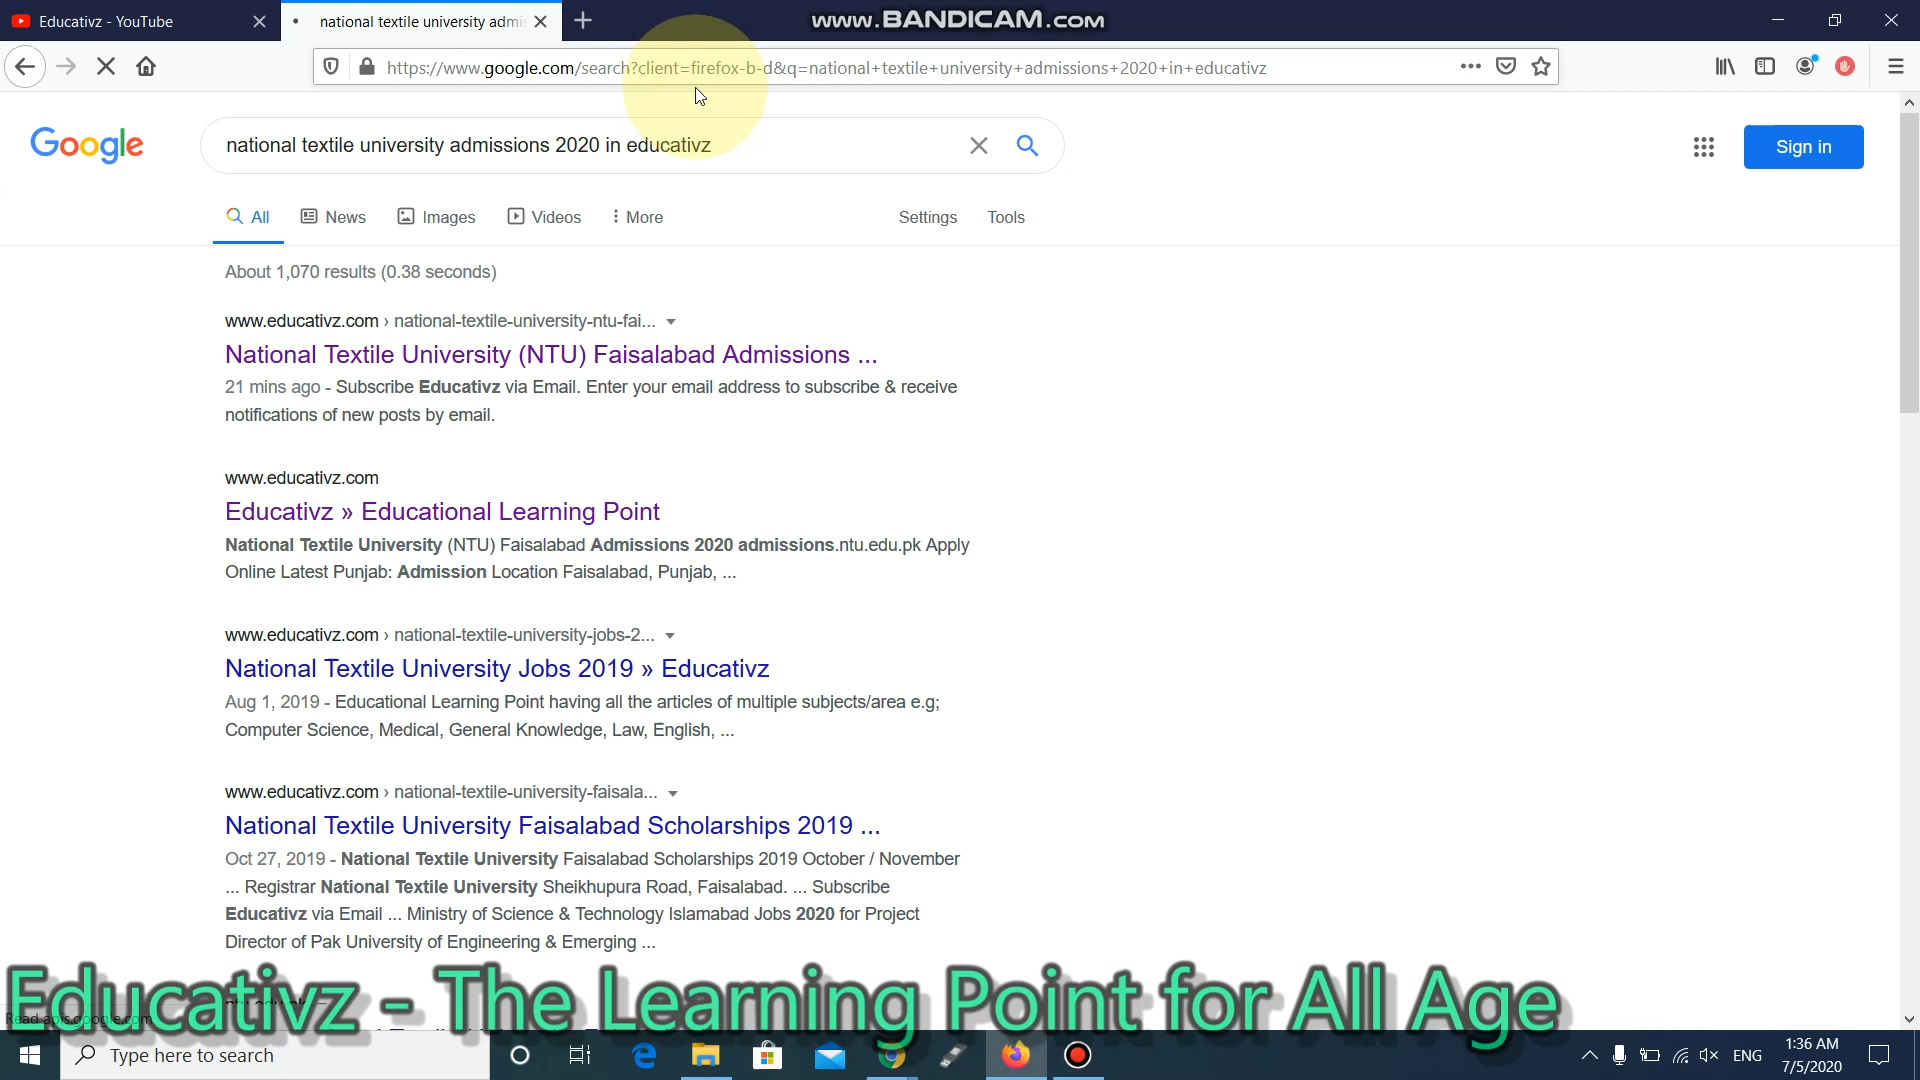 Educativz - YouTube
national textile university admis
www.BANDICAM.com
https://www.google.com/search?client=firefox-b-d&q=national+textile+university+admissions+2020+in+educativz
Google
national textile university admissions 2020 in educativz
Sign in
All
News
Images
Videos
More
Settings
Tools
About 1,070 results (0.38 seconds)
www.educativz.com › national-textile-university-ntu-fai...
National Textile University (NTU) Faisalabad Admissions ...
21 mins ago - Subscribe Educativz via Email. Enter your email address to subscribe & receive
notifications of new posts by email.
www.educativz.com
Educativz » Educational Learning Point
National Textile University (NTU) Faisalabad Admissions 2020 admissions.ntu.edu.pk Apply
Online Latest Punjab: Admission Location Faisalabad, Punjab, ...
www.educativz.com › national-textile-university-jobs-2...
National Textile University Jobs 2019 » Educativz
Aug 1, 2019 - Educational Learning Point having all the articles of multiple subjects/area e.g;
Computer Science, Medical, General Knowledge, Law, English, ...
www.educativz.com › national-textile-university-faisala...
National Textile University Faisalabad Scholarships 2019 ...
Oct 27, 2019 - National Textile University Faisalabad Scholarships 2019 October / November
... Registrar National Textile University Sheikhupura Road, Faisalabad. ... Subscribe
Educativz via Email ... Ministry of Science & Technology Islamabad Jobs 2020 for Project
Director of Pak University of Engineering & Emerging ...
Educativz - The Learning Point for All Age
Read apis.google.com
Type here to search
ENG
1:36 AM
7/5/2020